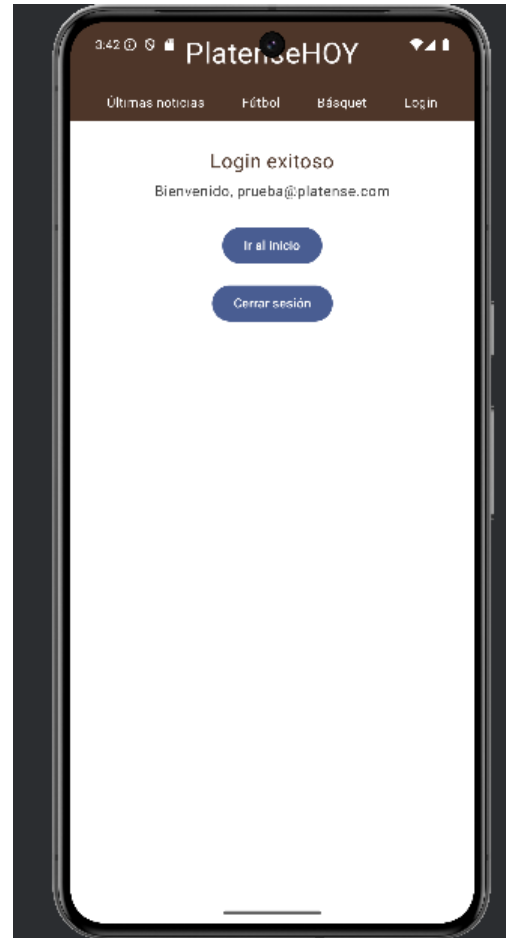 3:42
PlatenseHOY
Últimas noticias Fútbol Básquet Login
Login exitoso
Bienvenido, prueba@platense.com
Ir al inicio
Cerrar sesión